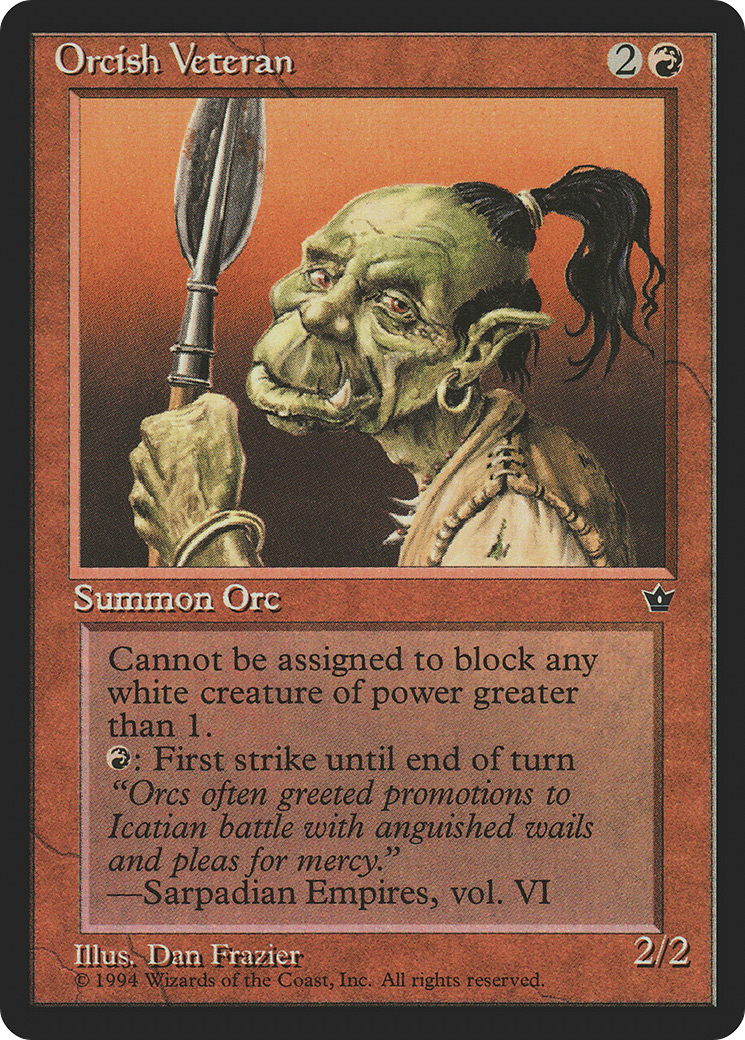 Orcish Veteran 2
Summon Orc
Cannot be assigned to block any
white creature of power greater
than 1.
: First strike until end of turn
“Orcs often greeted promotions to
Icatian battle with anguished wails
and pleas for mercy.”
—Sarpadian Empires, vol. VI
Illus. Dan Frazier 2/2
© 1994 Wizards of the Coast, Inc. All rights reserved.